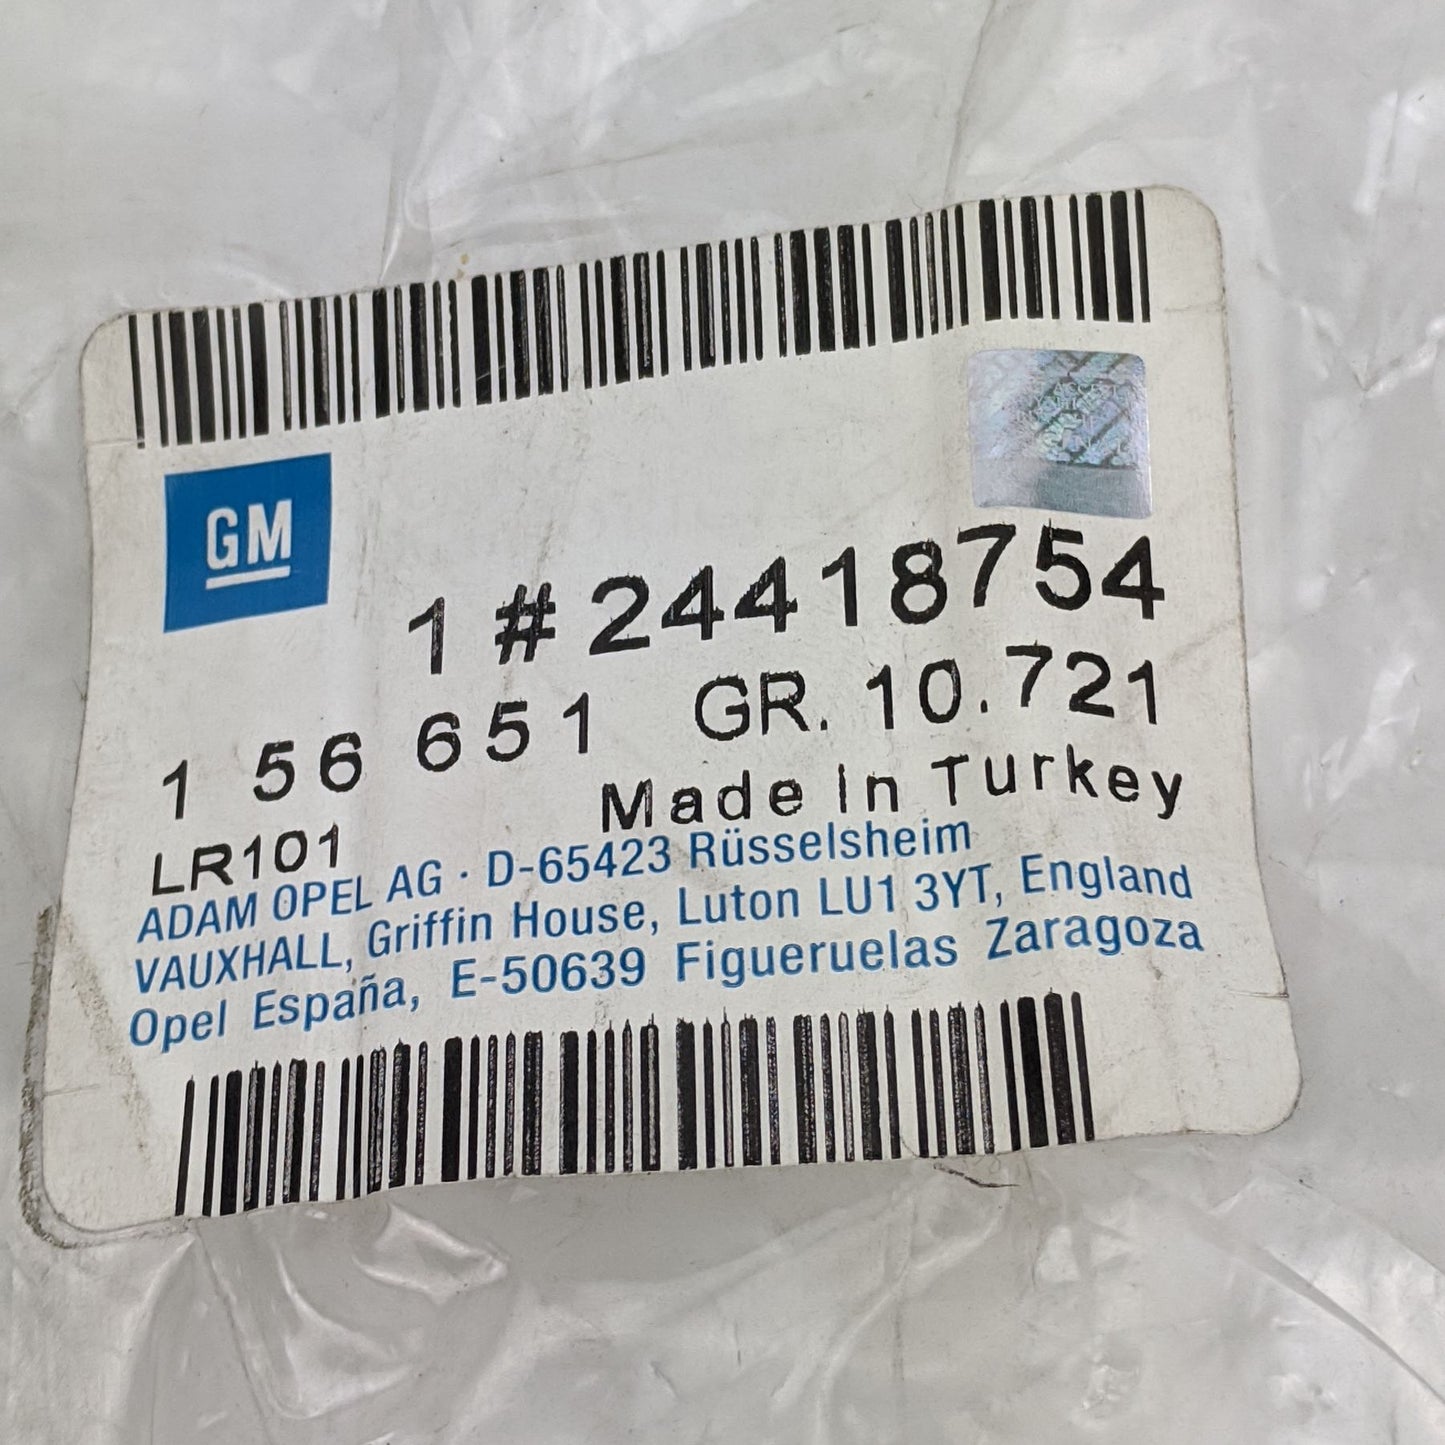 GM
1 #24418754
1 56 651 GR. 10.721
Made in Turkey
LR101
ADAM OPEL AG · D-65423 Rüsselsheim
VAUXHALL, Griffin House, Luton LU1 3YT, England
Opel España, E-50639 Figueruelas Zaragoza